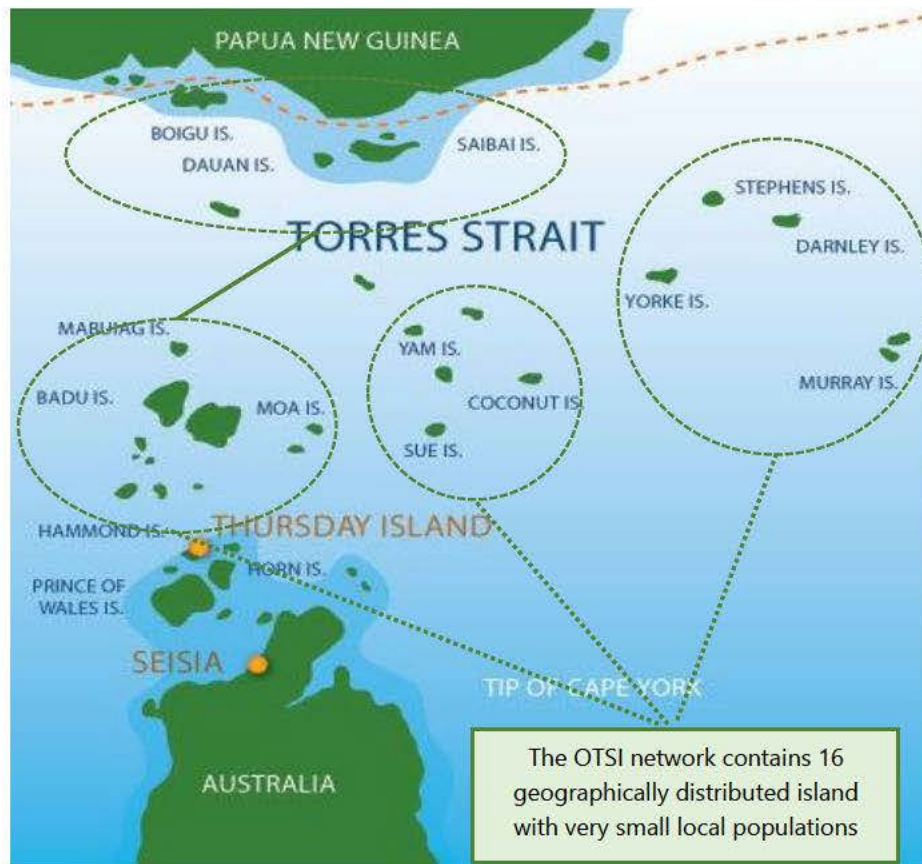 PAPUA NEW GUINEA
BOIGU IS.
DAUAN IS.
SAIBAI IS.
STEPHENS IS.
DARNLEY IS.
TORRES STRAIT
YORKE IS.
MABUIAG IS.
YAM IS.
MURRAY IS.
BADU IS.
MOA IS.
COCONUT IS.
SUE IS.
HAMMOND IS.
THURSDAY ISLAND
HORN IS.
PRINCE OF
WALES IS.
SEISIA
TIP OF CAPE YORK
AUSTRALIA
The OTSI network contains 16
geographically distributed island
with very small local populations